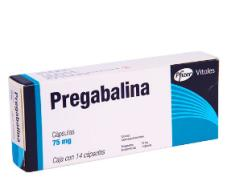 Pfizer Vitales
Pregabalina
Cápsulas
75 mg
Caja con 14 cápsulas